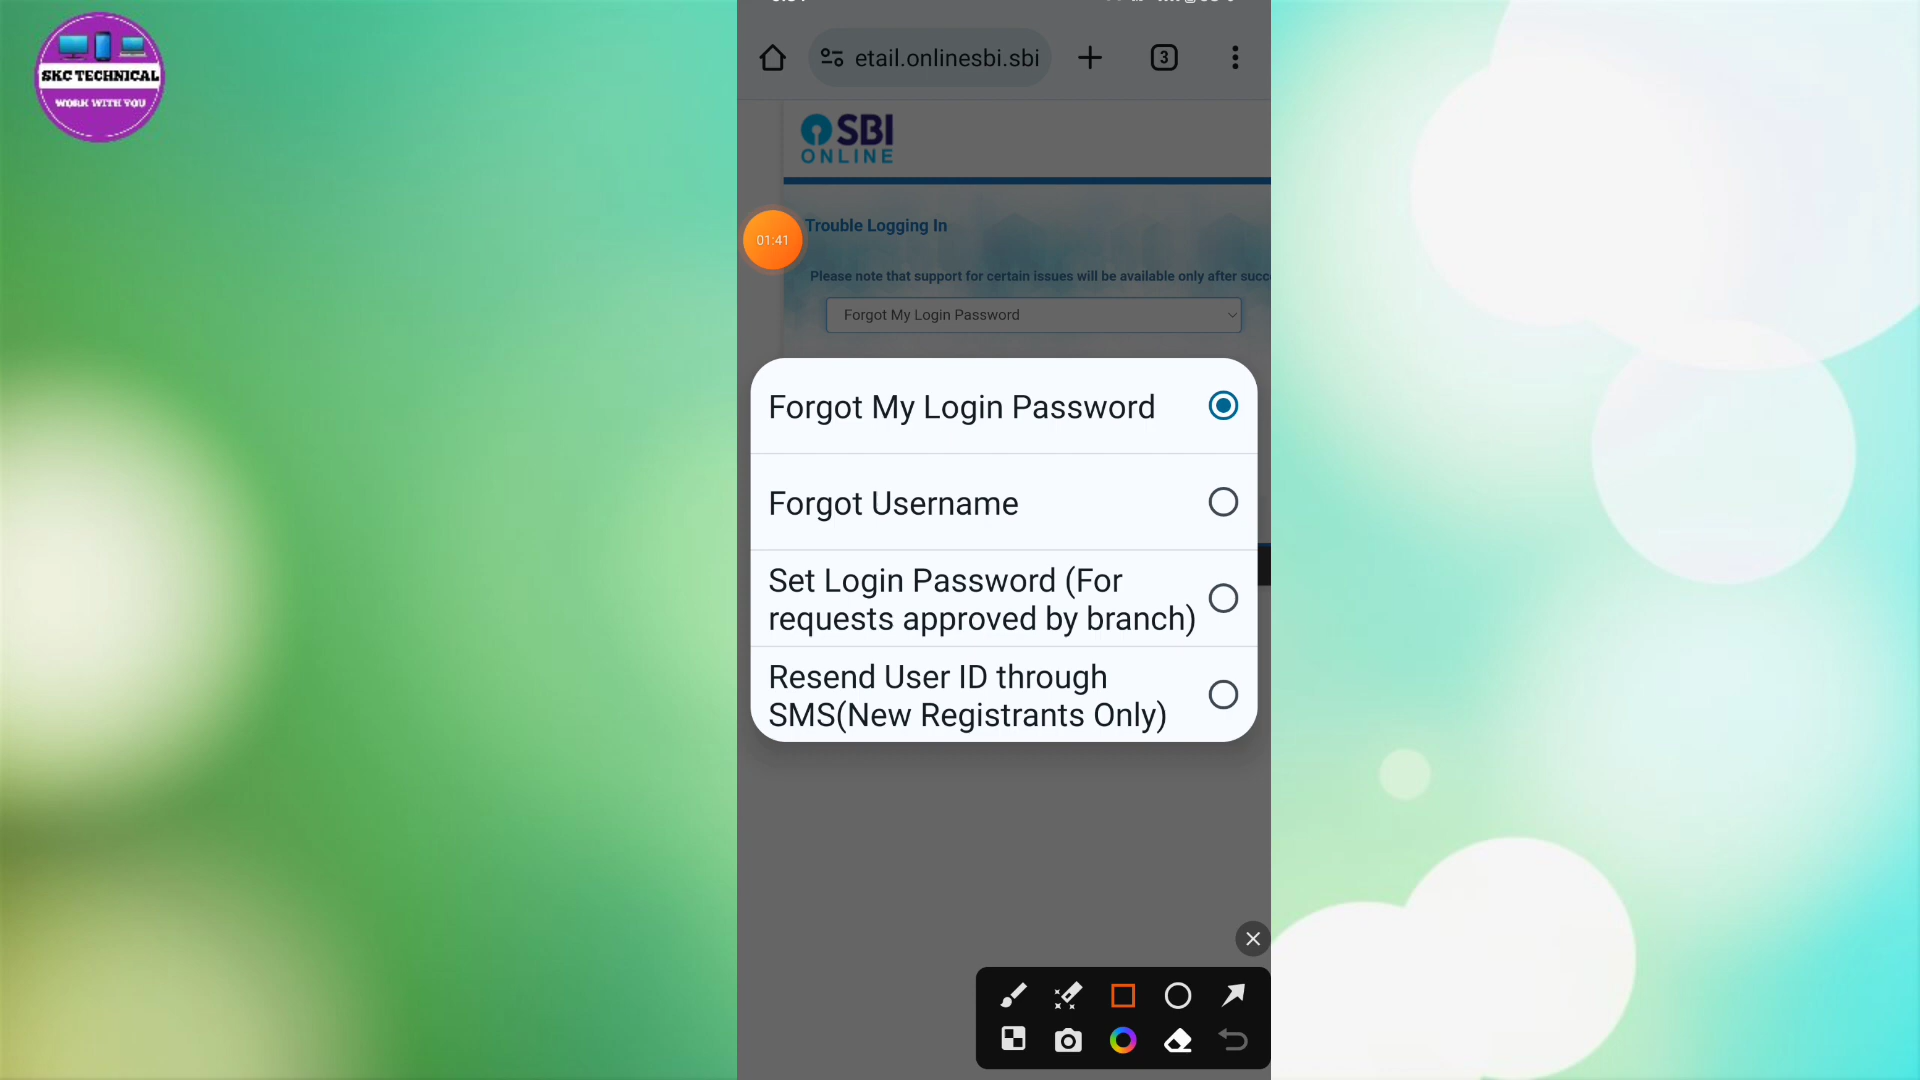 SKC TECHNICAL
WORK WITH YOU
etail.onlinesbi.sbi
3
SBI
ONLINE
Trouble Logging In
01:41
Please note that support for certain issues will be available only after succ
Forgot My Login Password
Forgot My Login Password
Forgot Username
Set Login Password (For
requests approved by branch)
Resend User ID through
SMS(New Registrants Only)